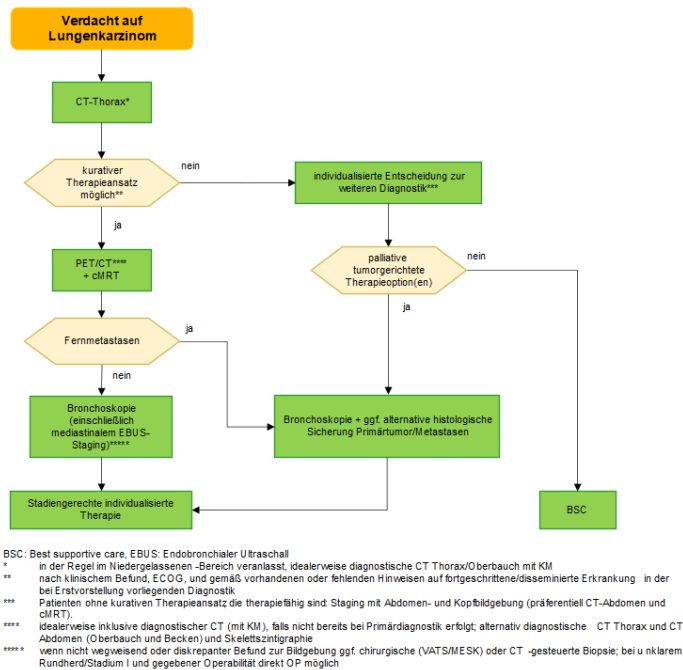 Verdacht auf
Lungenkarzinom
CT-Thorax*
kurativer
Therapieansatz
möglich**
nein
individualisierte Entscheidung zur
weiteren Diagnostik***
ja
PET/CT****
+ cMRT
palliative
tumorgerichtete
Therapieoption(en)
nein
ja
Fernmetastasen
ja
nein
Bronchoskopie
(einschließlich
mediastinalem EBUS-
Staging)*****
Bronchoskopie + ggf. alternative histologische
Sicherung Primärtumor/Metastasen
Stadiengerechte individualisierte
Therapie
BSC
BSC: Best supportive care, EBUS: Endobronchialer Ultraschall
* in der Regel im Niedergelassenen -Bereich veranlasst, idealerweise diagnostische CT Thorax/Oberbauch mit KM
** nach klinischem Befund, ECOG, und gemäß vorhandenen oder fehlenden Hinweisen auf fortgeschrittene/disseminierte Erkrankung in der
bei Erstvorstellung vorliegenden Diagnostik
*** Patienten ohne kurativen Therapieansatz die therapiefähig sind: Staging mit Abdomen- und Kopfbildgebung (präferentiell CT-Abdomen und
cMRT).
**** idealerweise inklusive diagnostischer CT (mit KM), falls nicht bereits bei Primärdiagnostik erfolgt; alternativ diagnostische CT Thorax und CT
Abdomen (Oberbauch und Becken) und Skelettszintigraphie
***** wenn nicht wegweisend oder diskrepanter Befund zur Bildgebung ggf. chirurgische (VATS/MESK) oder CT -gesteuerte Biopsie; bei u nklarem
Rundherd/Stadium I und gegebener Operabilität direkt OP möglich